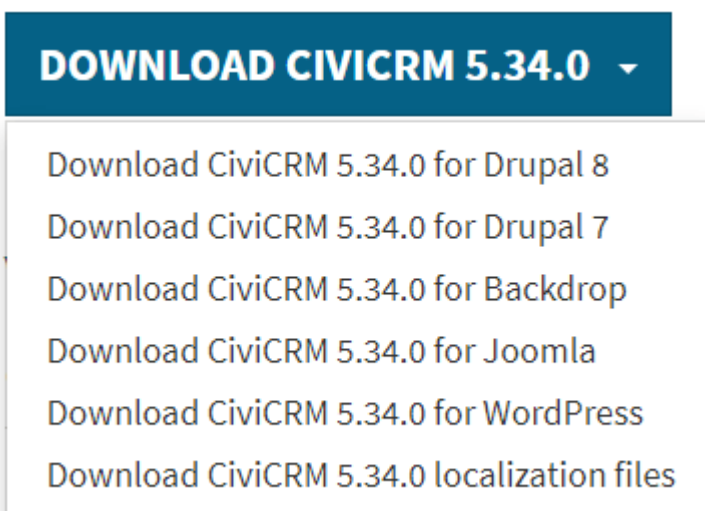 DOWNLOAD CIVICRM 5.34.0
Download CiviCRM 5.34.0 for Drupal 8
Download CiviCRM 5.34.0 for Drupal 7
Download CiviCRM 5.34.0 for Backdrop
Download CiviCRM 5.34.0 for Joomla
Download CiviCRM 5.34.0 for WordPress
Download CiviCRM 5.34.0 localization files